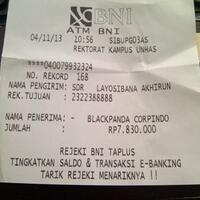 BNI
ATM BNI
04/11/13 10:56 S1BUPGD3AS
REKTORAT KAMPUS UNHAS
****040079932324
NO. REKORD 168
NAMA PENGIRIM: SDR LAYOSIBANA AKHIRUN
REK.TUJUAN : 2322388888
NAMA PENERIMA: - BLACKPANDA CORPINDO
JUMLAH : RP7.830.000
REJEKI BNI TAPLUS
TINGKATKAN SALDO & TRANSAKSI E-BANKING
TARIK REJEKI MENARIKNYA !!